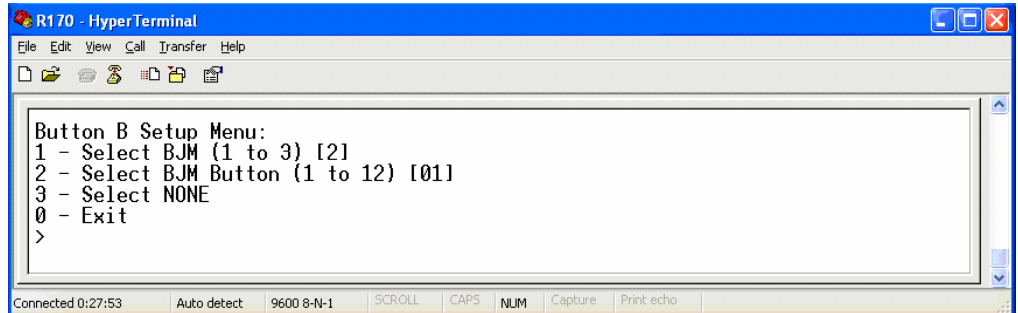 R170 - HyperTerminal
File Edit View Call Transfer Help
Button B Setup Menu:
1 - Select BJM (1 to 3) [2]
2 - Select BJM Button (1 to 12) [01]
3 - Select NONE
0 - Exit
>
Connected 0:27:53 Auto detect 9600 8-N-1 SCROLL CAPS NUM Capture Print echo